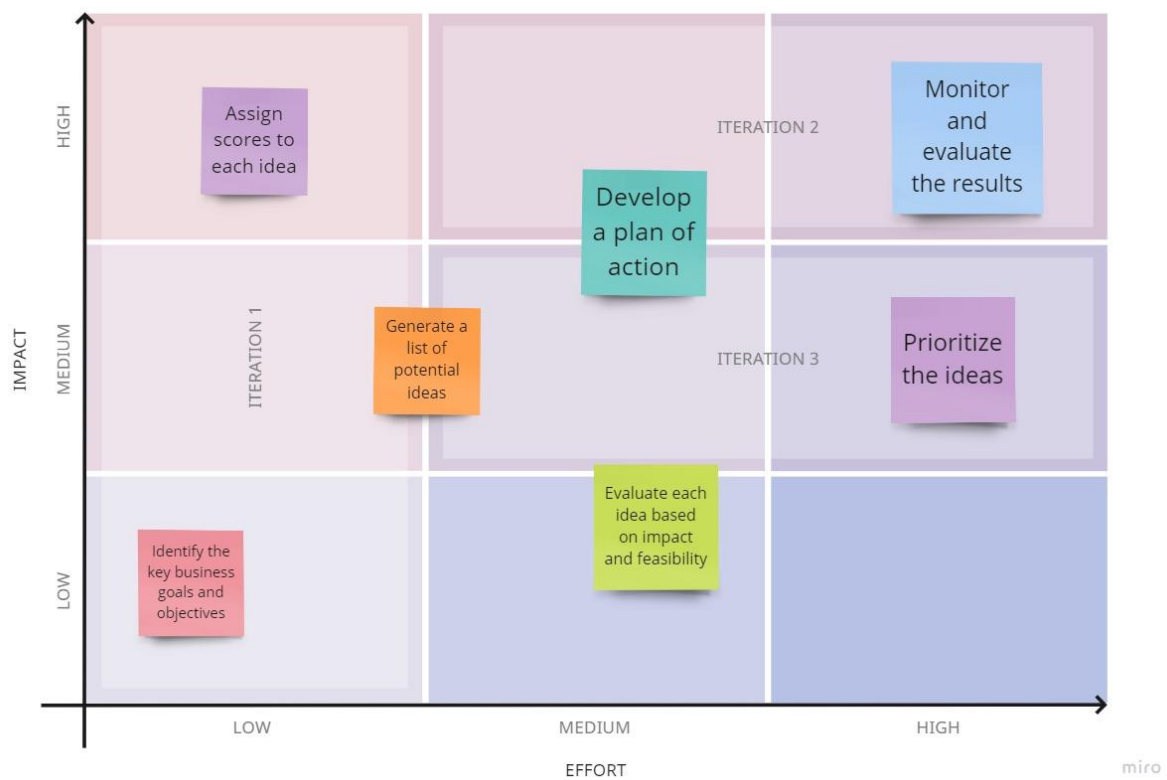 Assign
scores to
each idea
HIGH
ITERATION 2
Monitor
and
evaluate
the results
Develop
a plan of
action
IMPACT
MEDIUM
ITERATION 1
Generate a
list of
potential
ideas
ITERATION 3
Prioritize
the ideas
LOW
Identify the
key business
goals and
objectives
Evaluate each
idea based
on impact
and feasibility
LOW
MEDIUM
HIGH
EFFORT
miro